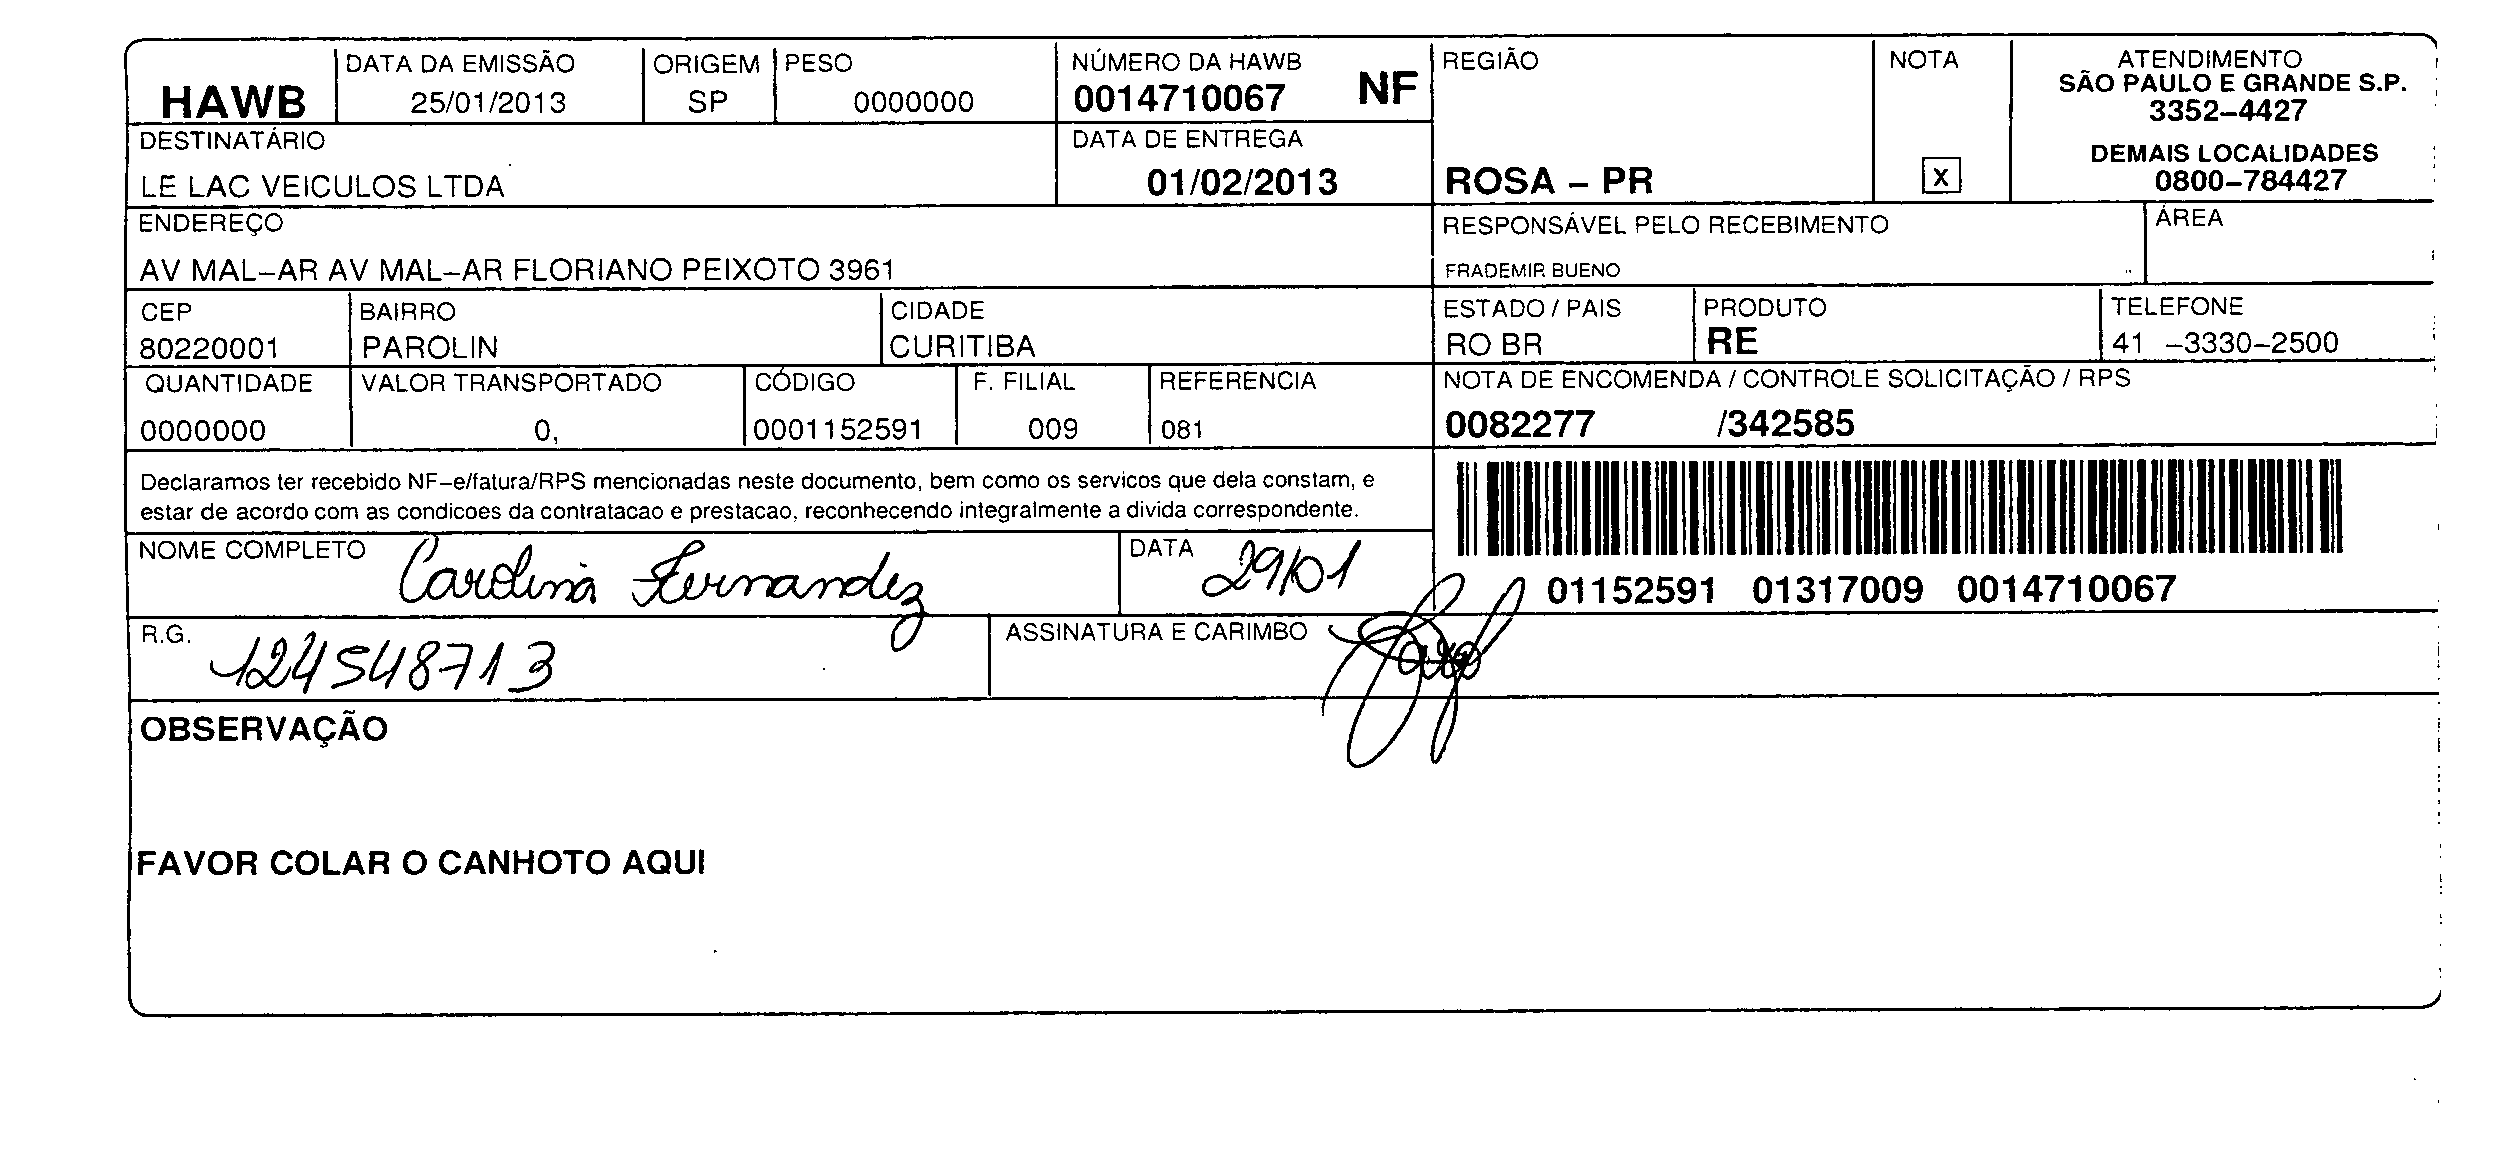 HAWB
DATA DA EMISSÃO
25/01/2013
ORIGEM
SP
PESO
0000000
NÚMERO DA HAWB
0014710067 NF
REGIÃO
ROSA – PR
NOTA
X
ATENDIMENTO
SÃO PAULO E GRANDE S.P.
3352–4427
DEMAIS LOCALIDADES
0800–784427
DESTINATÁRIO
LE LAC VEICULOS LTDA
DATA DE ENTREGA
01/02/2013
ENDEREÇO
AV MAL–AR AV MAL–AR FLORIANO PEIXOTO 3961
RESPONSÁVEL PELO RECEBIMENTO
FRADEMIR BUENO
ÁREA
CEP
80220001
BAIRRO
PAROLIN
CIDADE
CURITIBA
ESTADO / PAIS
RO BR
PRODUTO
RE
TELEFONE
41 –3330–2500
QUANTIDADE
0000000
VALOR TRANSPORTADO
0,
CÓDIGO
0001152591
F. FILIAL
009
REFERENCIA
081
NOTA DE ENCOMENDA / CONTROLE SOLICITAÇÃO / RPS
0082277 /342585
Declaramos ter recebido NF–e/fatura/RPS mencionadas neste documento, bem como os servicos que dela constam, e
estar de acordo com as condicoes da contratacao e prestacao, reconhecendo integralmente a divida correspondente.
NOME COMPLETO Carolina Fernandez
DATA 29/01
01152591 01317009 0014710067
R.G. 124548713
ASSINATURA E CARIMBO
OBSERVAÇÃO
FAVOR COLAR O CANHOTO AQUI